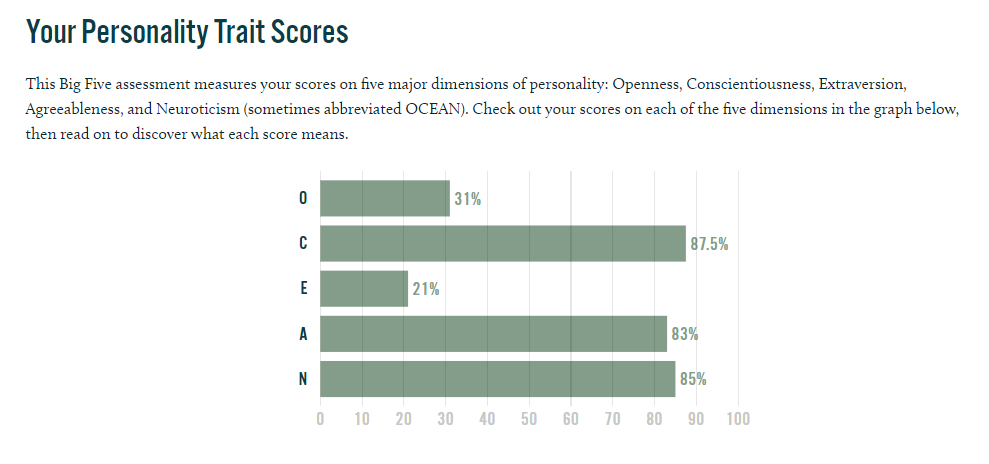 Your Personality Trait Scores
This Big Five assessment measures your scores on five major dimensions of personality: Openness, Conscientiousness, Extraversion,
Agreeableness, and Neuroticism (sometimes abbreviated OCEAN). Check out your scores on each of the five dimensions in the graph below,
then read on to discover what each score means.
O 31%
C 87.5%
E 21%
A 83%
N 85%
0 10 20 30 40 50 60 70 80 90 100